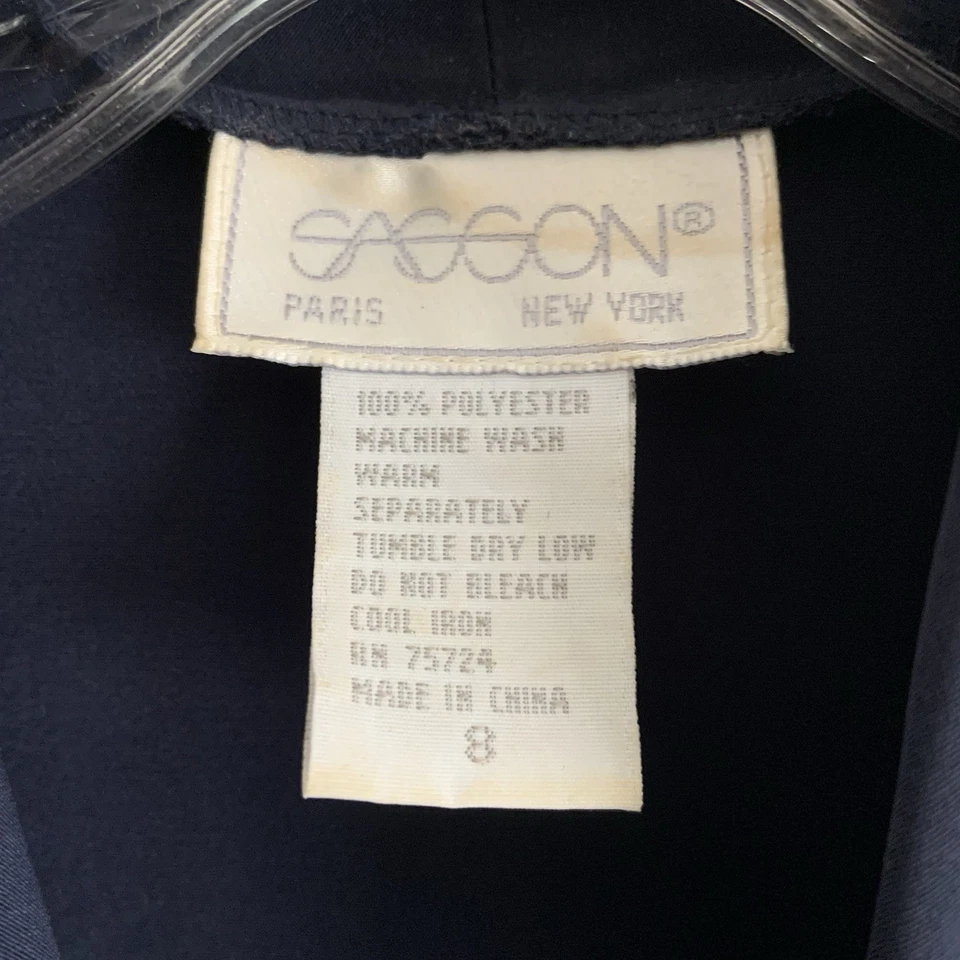 SASSON®
PARIS NEW YORK
100% POLYESTER
MACHINE WASH
WARM
SEPARATELY
TUMBLE DRY LOW
DO NOT BLEACH
COOL IRON
RN 75724
MADE IN CHINA
8